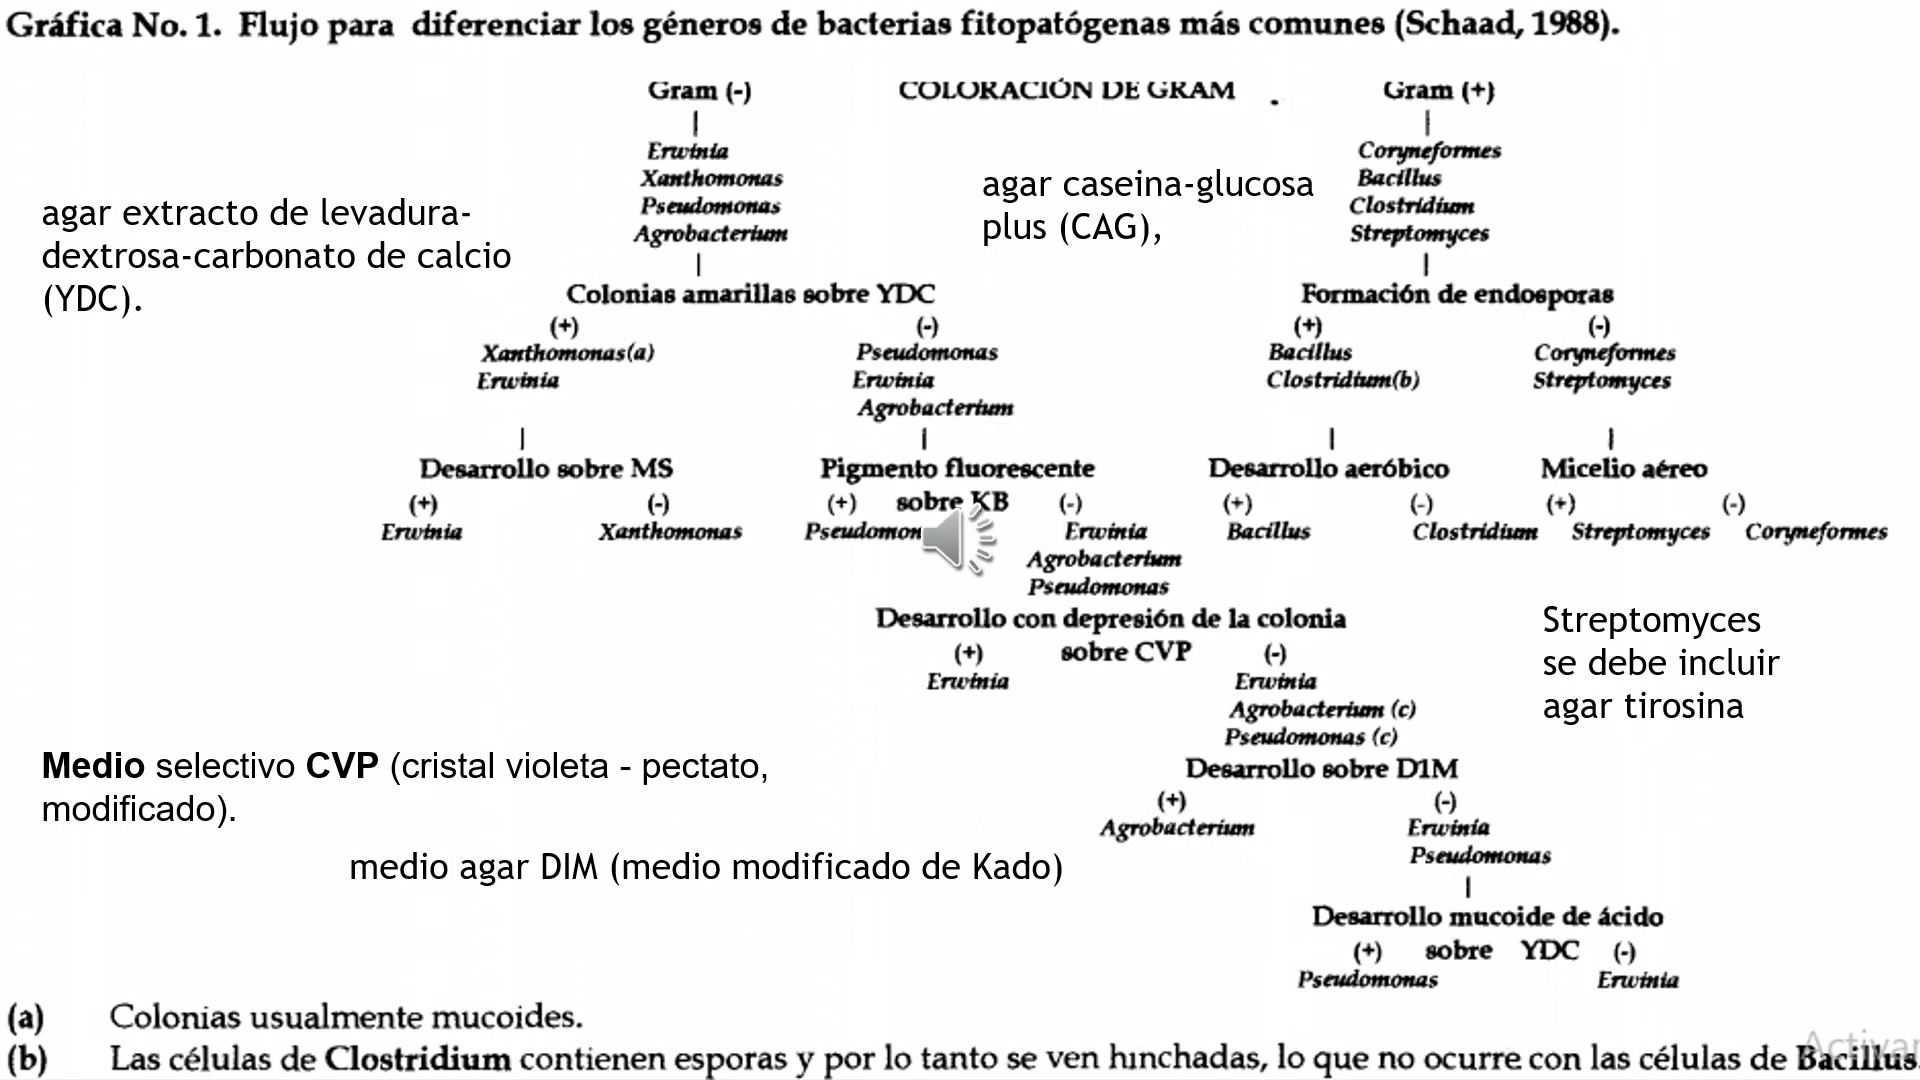 Gráfica No. 1. Flujo para diferenciar los géneros de bacterias fitopatógenas más comunes (Schaad, 1988).
Gram (-) COLORACIÓN DE GRAM Gram (+)
Erwinia Coryneformes
Xanthomonas Bacillus
Pseudomonas Clostridium
Agrobacterium Streptomyces
agar extracto de levadura-
dextrosa-carbonato de calcio
(YDC).
agar caseina-glucosa
plus (CAG),
Colonias amarillas sobre YDC Formación de endosporas
(+) (-) (+) (-)
Xanthomonas(a) Pseudomonas Bacillus Coryneformes
Erwinia Erwinia Clostridium(b) Streptomyces
Agrobacterium
Desarrollo sobre MS Pigmento fluorescente Desarrollo aeróbico Micelio aéreo
(+) (-) (+) sobre KB (-) (+) (-) (+) (-)
Erwinia Xanthomonas Pseudomon Erwinia Bacillus Clostridium Streptomyces Coryneformes
Agrobacterium
Pseudomonas
Desarrollo con depresión de la colonia
(+) sobre CVP (-)
Erwinia Erwinia
Agrobacterium (c)
Pseudomonas (c)
Streptomyces
se debe incluir
agar tirosina
Medio selectivo CVP (cristal violeta - pectato,
modificado).
Desarrollo sobre D1M
(+) (-)
Agrobacterium Erwinia
Pseudomonas
medio agar DIM (medio modificado de Kado)
Desarrollo mucoide de ácido
(+) sobre YDC (-)
Pseudomonas Erwinia
(a) Colonias usualmente mucoides.
(b) Las células de Clostridium contienen esporas y por lo tanto se ven hinchadas, lo que no ocurre con las células de Bacillus